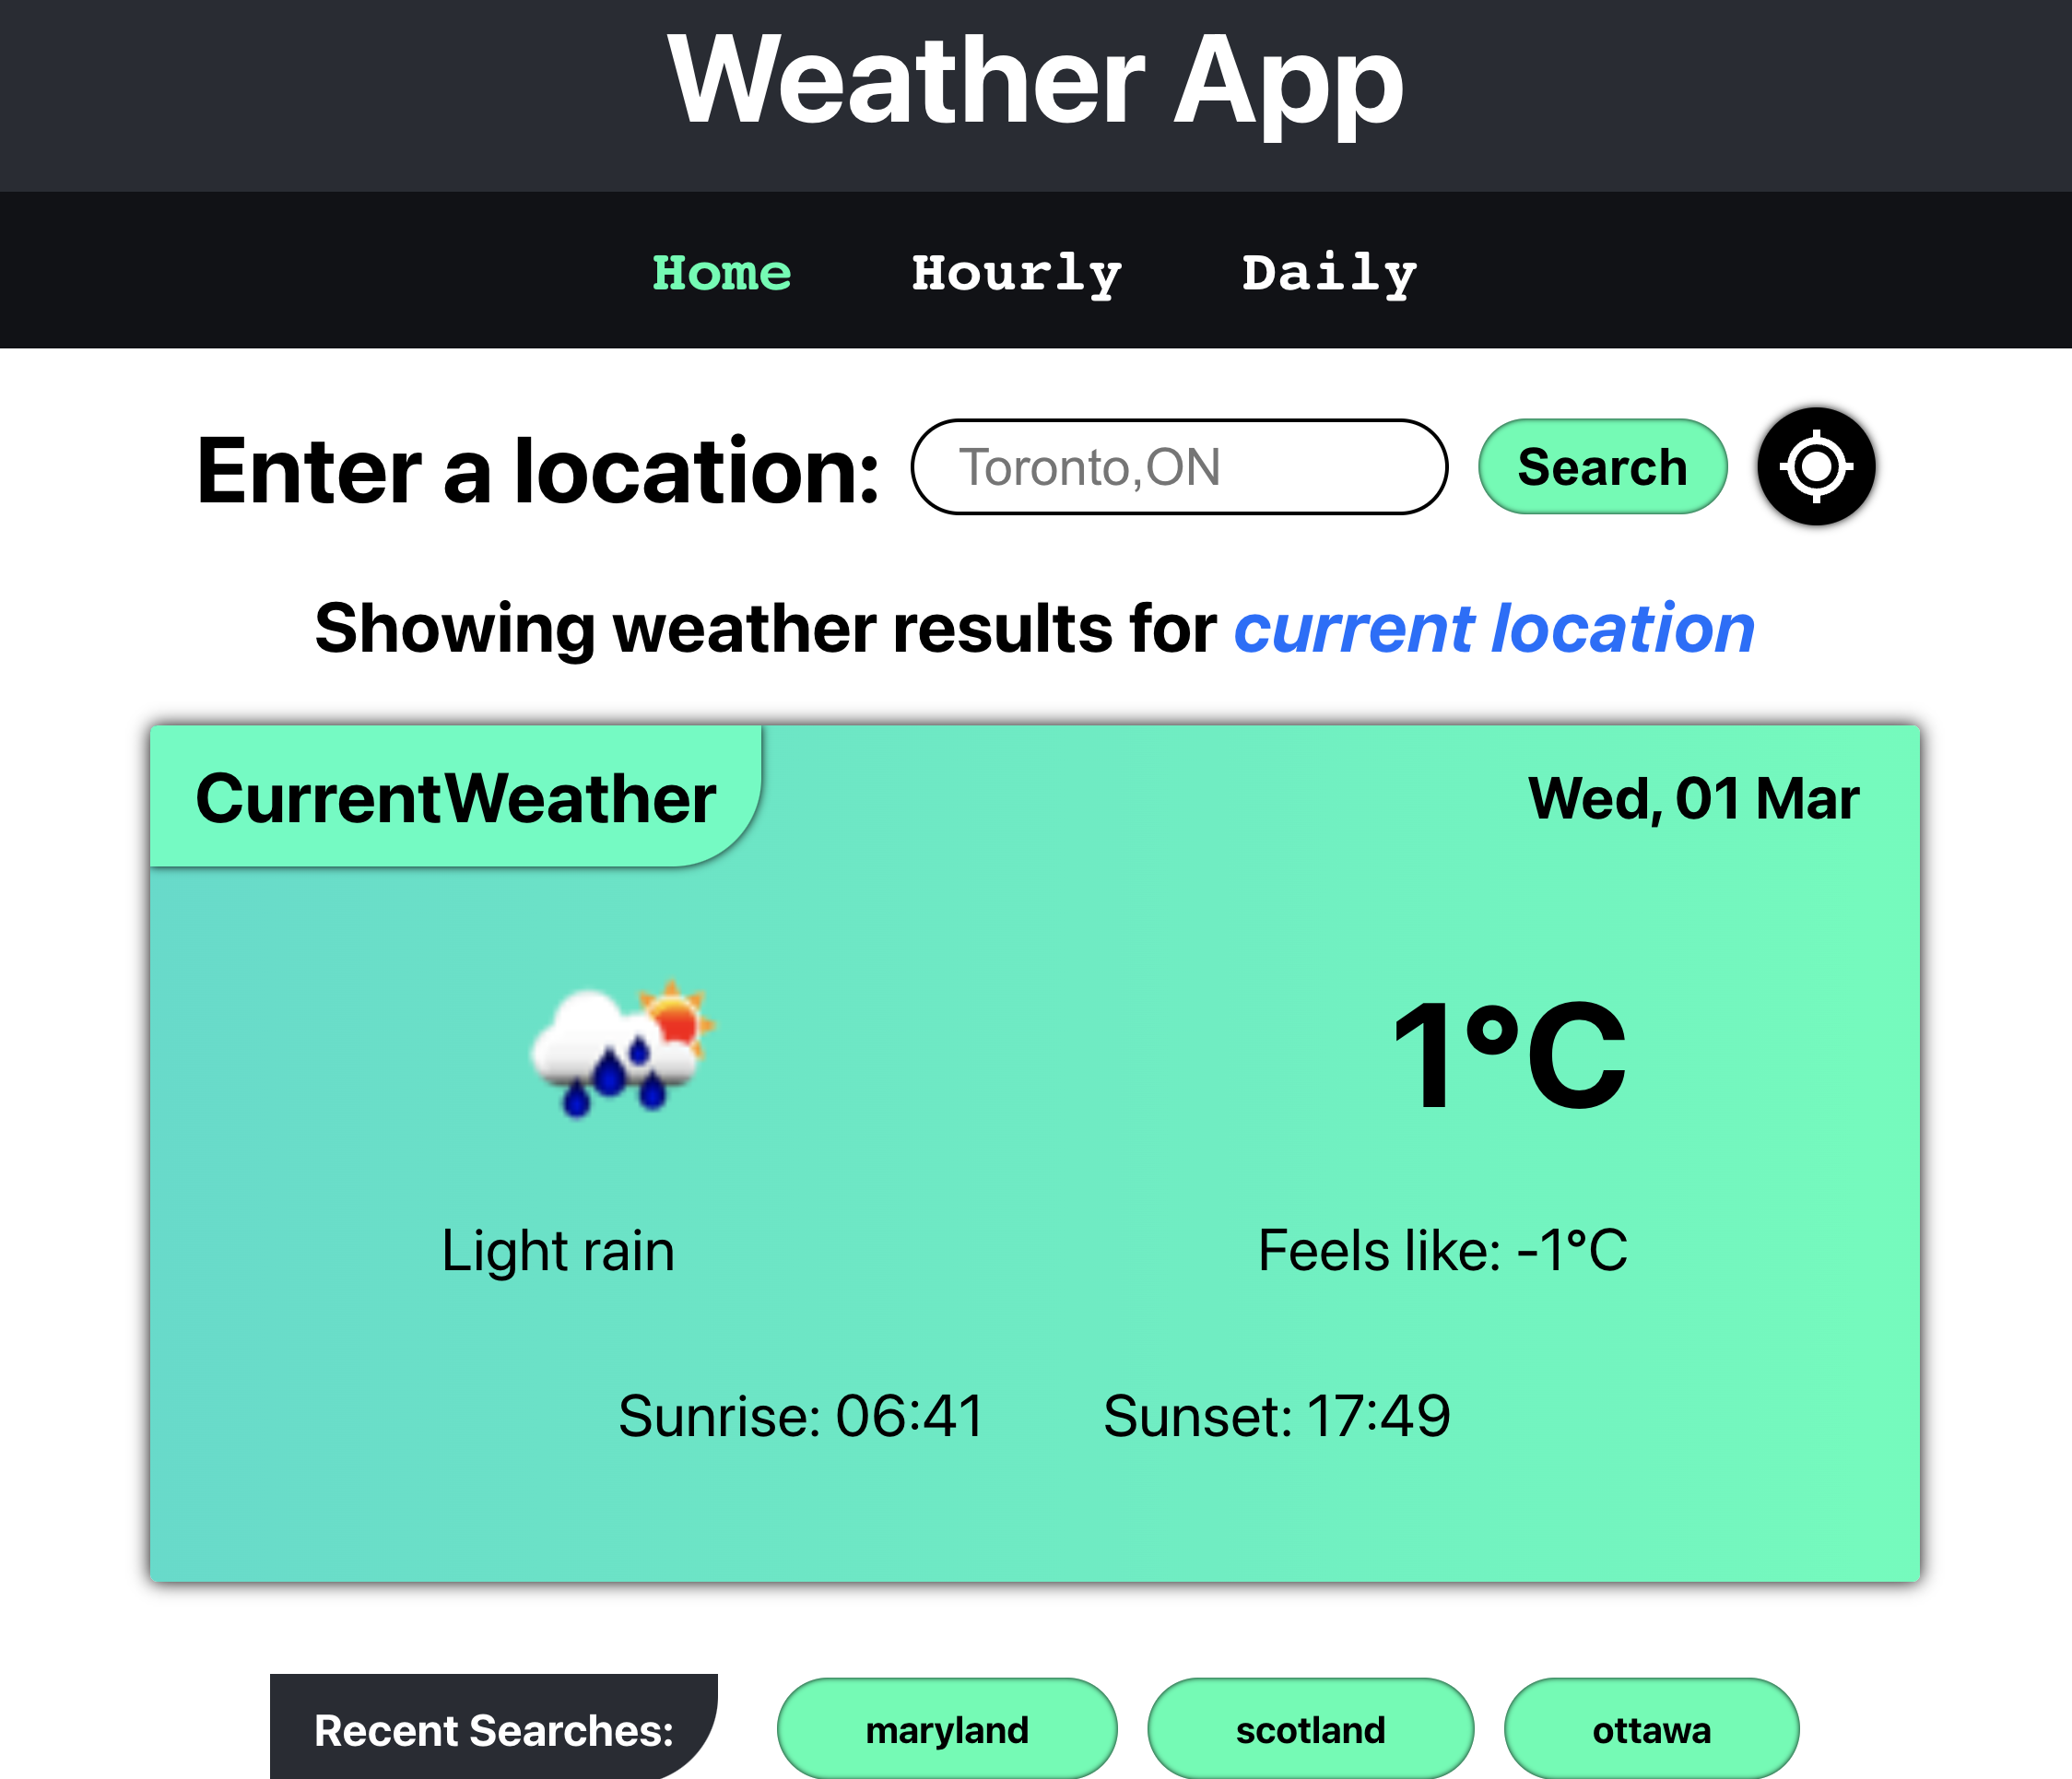 Weather App
Home Hourly Daily
Enter a location: Toronto,ON Search
Showing weather results for current location
CurrentWeather Wed, 01 Mar
1°C
Light rain Feels like: -1°C
Sunrise: 06:41 Sunset: 17:49
Recent Searches: maryland scotland ottawa